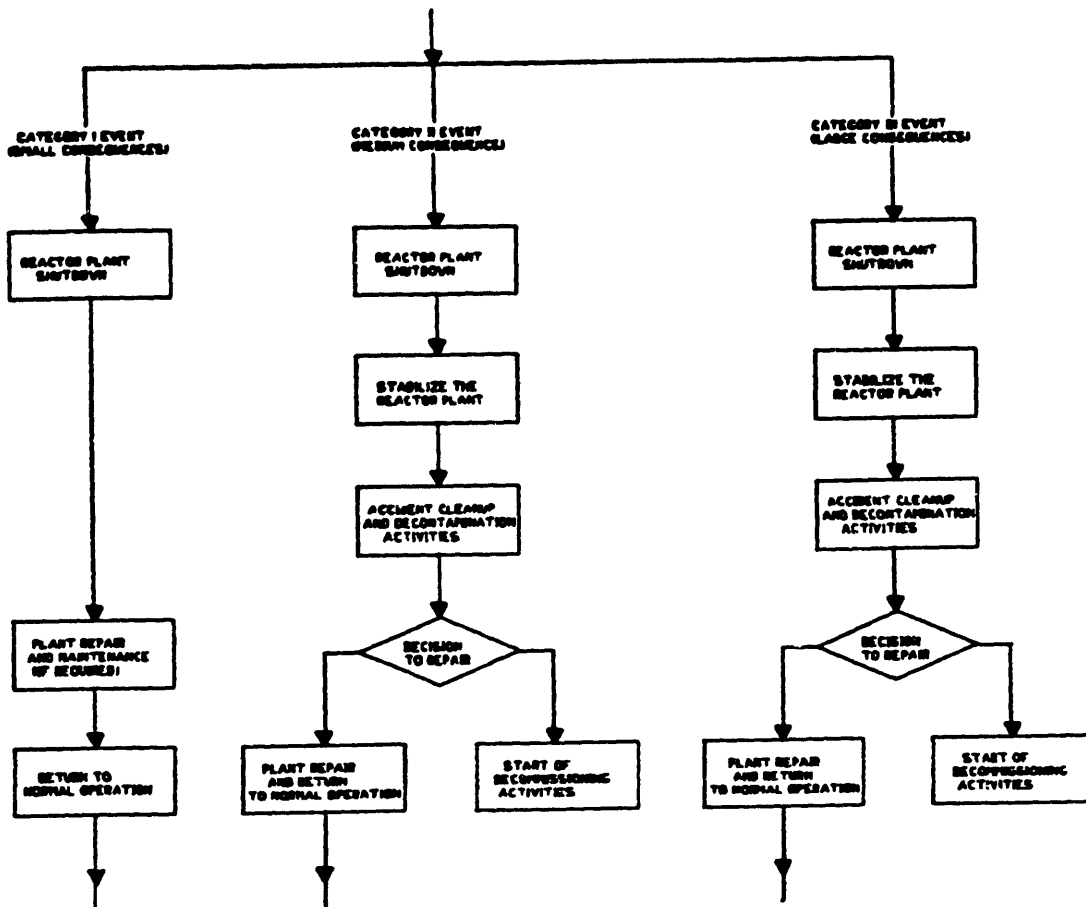 CATEGORY I EVENT
(SMALL CONSEQUENCES)
REACTOR PLANT
SHUTDOWN
PLANT REPAIR
AND MAINTENANCE
(IF REQUIRED)
RETURN TO
NORMAL OPERATION
CATEGORY II EVENT
(MEDIUM CONSEQUENCE)
REACTOR PLANT
SHUTDOWN
STABILIZE THE
REACTOR PLANT
ACCIDENT CLEANUP
AND DECONTAMINATION
ACTIVITIES
DECISION
TO REPAIR
PLANT REPAIR
AND RETURN
TO NORMAL OPERATION
START OF
DECOMMISSIONING
ACTIVITIES
CATEGORY III EVENT
(LARGE CONSEQUENCES)
REACTOR PLANT
SHUTDOWN
STABILIZE THE
REACTOR PLANT
ACCIDENT CLEANUP
AND DECONTAMINATION
ACTIVITIES
DECISION
TO REPAIR
PLANT REPAIR
AND RETURN
TO NORMAL OPERATION
START OF
DECOMMISSIONING
ACTIVITIES